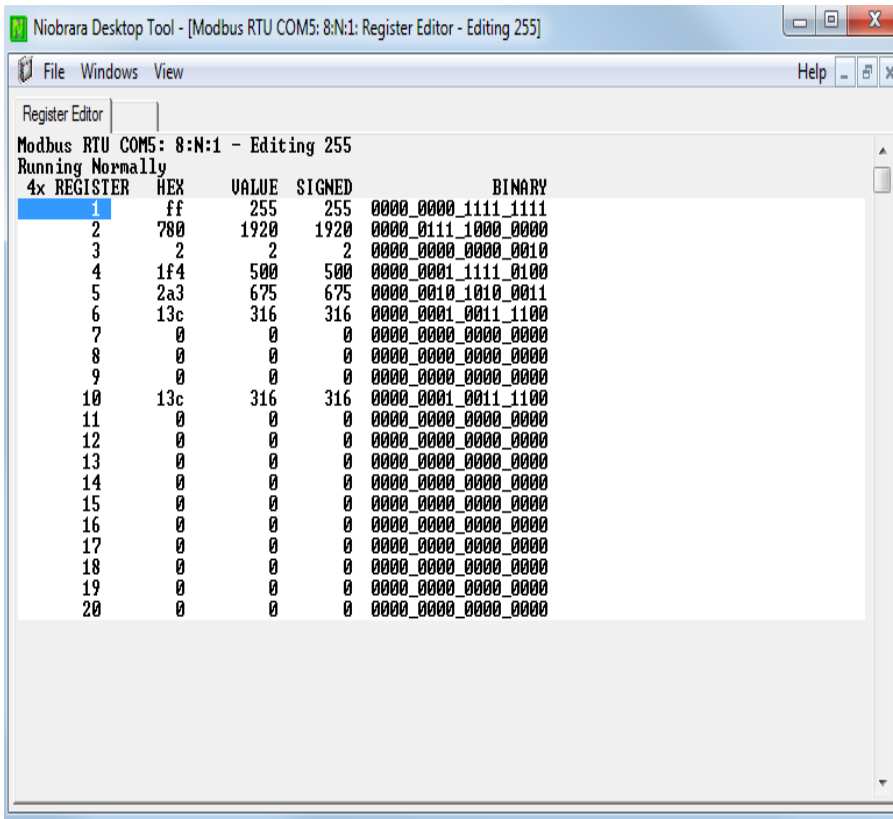 Niobrara Desktop Tool - [Modbus RTU COM5: 8:N:1: Register Editor - Editing 255]
File Windows View Help
Register Editor
Modbus RTU COM5: 8:N:1 - Editing 255
Running Normally
4x REGISTER HEX VALUE SIGNED BINARY
1 ff 255 255 0000_0000_1111_1111
2 780 1920 1920 0000_0111_1000_0000
3 2 2 2 0000_0000_0000_0010
4 1f4 500 500 0000_0001_1111_0100
5 2a3 675 675 0000_0010_1010_0011
6 13c 316 316 0000_0001_0011_1100
7 0 0 0 0000_0000_0000_0000
8 0 0 0 0000_0000_0000_0000
9 0 0 0 0000_0000_0000_0000
10 13c 316 316 0000_0001_0011_1100
11 0 0 0 0000_0000_0000_0000
12 0 0 0 0000_0000_0000_0000
13 0 0 0 0000_0000_0000_0000
14 0 0 0 0000_0000_0000_0000
15 0 0 0 0000_0000_0000_0000
16 0 0 0 0000_0000_0000_0000
17 0 0 0 0000_0000_0000_0000
18 0 0 0 0000_0000_0000_0000
19 0 0 0 0000_0000_0000_0000
20 0 0 0 0000_0000_0000_0000